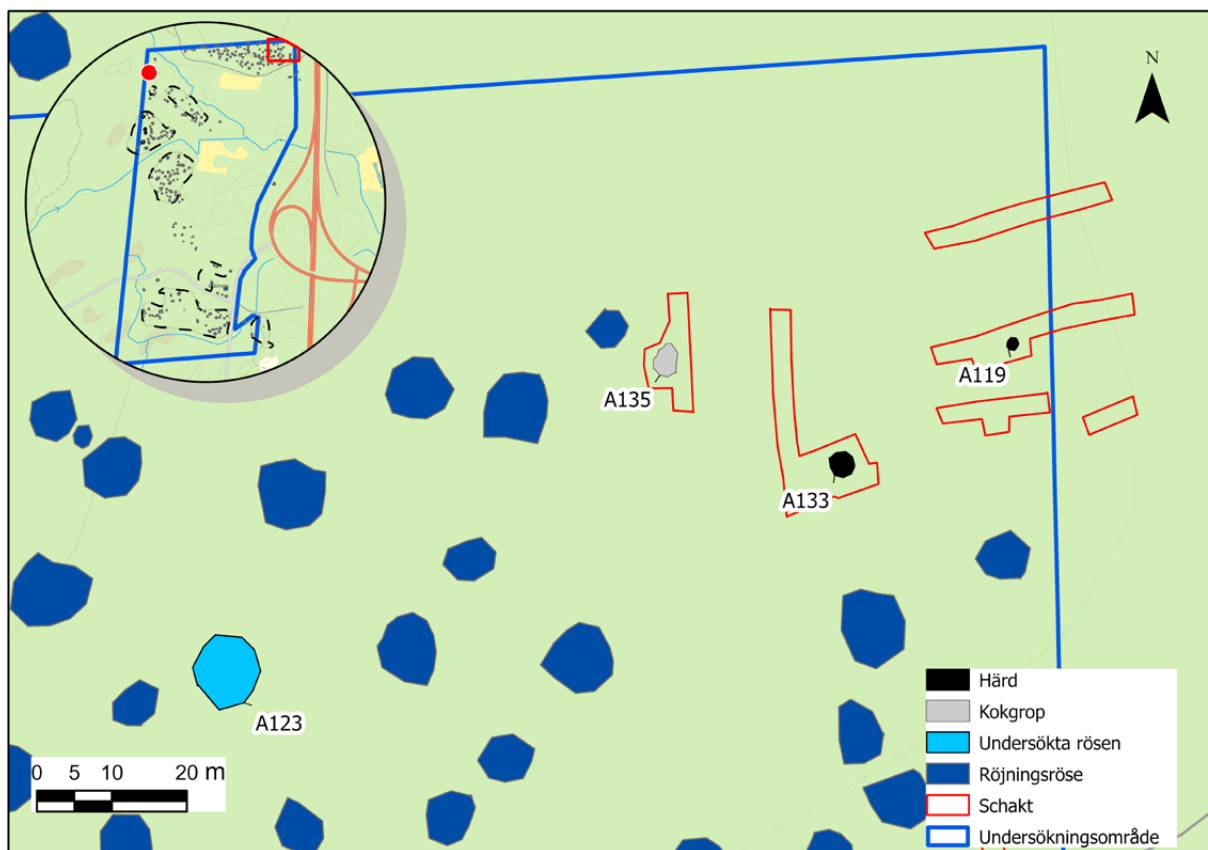 N
A135
A119
A133
A123
0 5 10 20 m
Härd
Kokgrop
Undersökta rösen
Röjningsröse
Schakt
Undersökningsområde